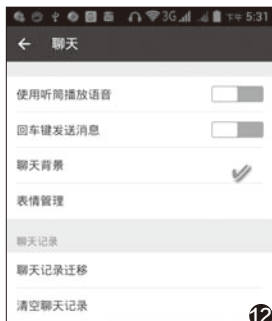 3G 下午 5:31
← 聊天
使用听筒播放语音
回车键发送消息
聊天背景
表情管理
聊天记录
聊天记录迁移
清空聊天记录
12